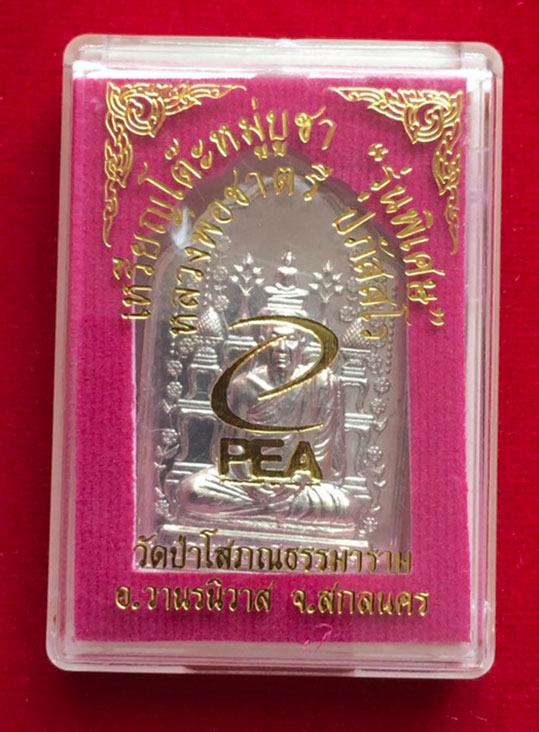 เหรียญโต๊ะหมู่บูชา "รุ่นพิเศษ"
หลวงพ่อชาตรี ปภัสสโร
PEA
วัดป่าโสภณธรรมาราม
อ.วานรนิวาส จ.สกลนคร